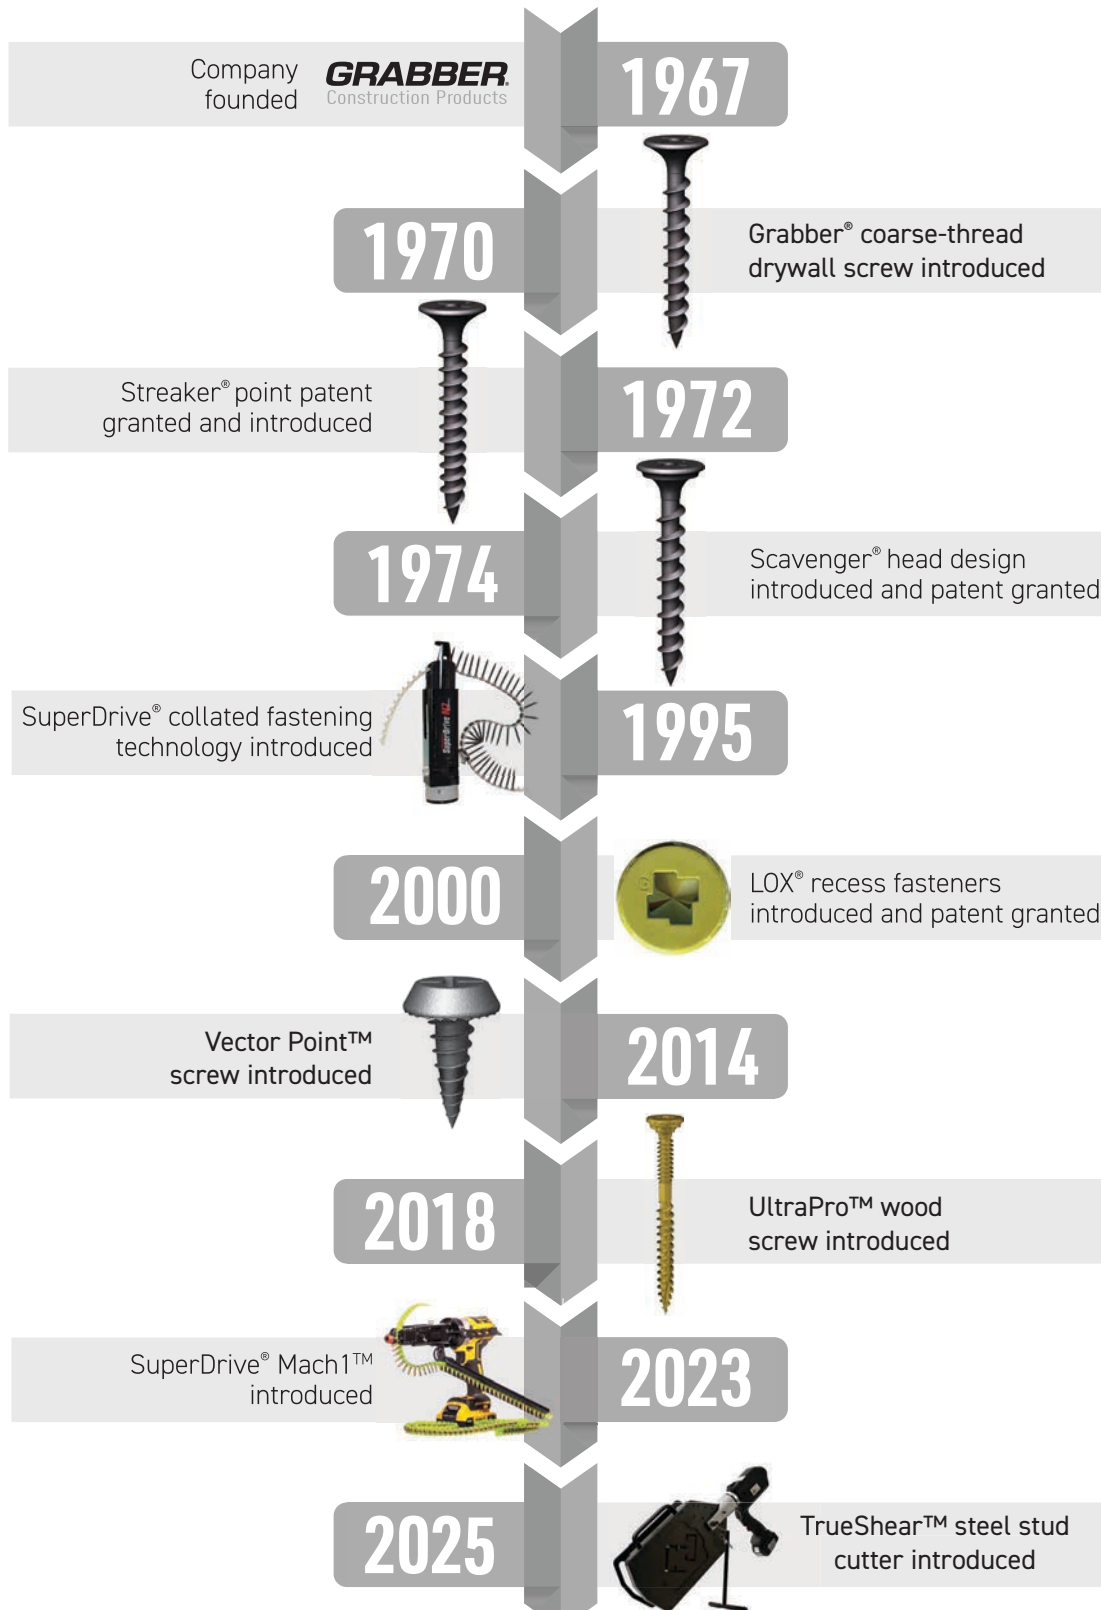 Company
founded
GRABBER®
Construction Products
1967
1970
Grabber® coarse-thread
drywall screw introduced
Streaker® point patent
granted and introduced
1972
1974
Scavenger® head design
introduced and patent granted
SuperDrive® collated fastening
technology introduced
SuperDrive
1995
2000
LOX® recess fasteners
introduced and patent granted
Vector Point™
screw introduced
2014
2018
UltraPro™ wood
screw introduced
SuperDrive® Mach1™
introduced
2023
2025
TrueShear™ steel stud
cutter introduced